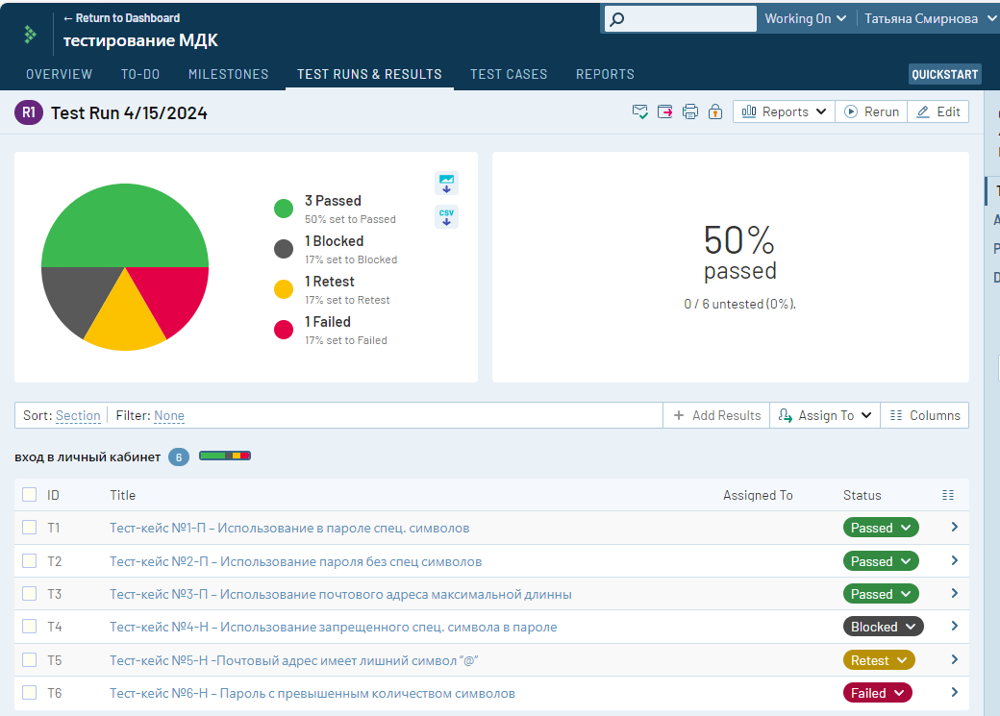 ← Return to Dashboard
Working On
Татьяна Смирнова
тестирование МДК
OVERVIEW TO-DO MILESTONES TEST RUNS & RESULTS TEST CASES REPORTS QUICKSTART
R1 Test Run 4/15/2024
Reports Rerun Edit
3 Passed
50% set to Passed
1 Blocked
17% set to Blocked
1 Retest
17% set to Retest
1 Failed
17% set to Failed
CSV
50%
passed
0 / 6 untested (0%).
Sort: Section Filter: None + Add Results Assign To Columns
вход в личный кабинет 6
ID Title Assigned To Status
T1 Тест-кейс №1-П – Использование в пароле спец. символов Passed
T2 Тест-кейс №2-П – Использование пароля без спец символов Passed
T3 Тест-кейс №3-П – Использование почтового адреса максимальной длинны Passed
T4 Тест-кейс №4-Н – Использование запрещенного спец. символа в пароле Blocked
T5 Тест-кейс №5-Н -Почтовый адрес имеет лишний символ "@" Retest
T6 Тест-кейс №6-Н – Пароль с превышенным количеством символов Failed